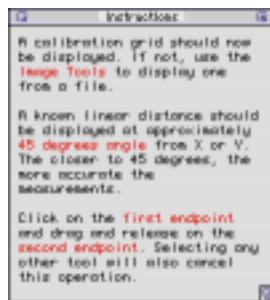 Instructions
A calibration grid should now
be displayed. If not, use the
Image Tools to display one
from a file.
A known linear distance should
be displayed at approximately
45 degrees angle from X or Y.
The closer to 45 degrees, the
more accurate the
measurements.
Click on the first endpoint
and drag and release on the
second endpoint. Selecting any
other tool will also cancel
this operation.